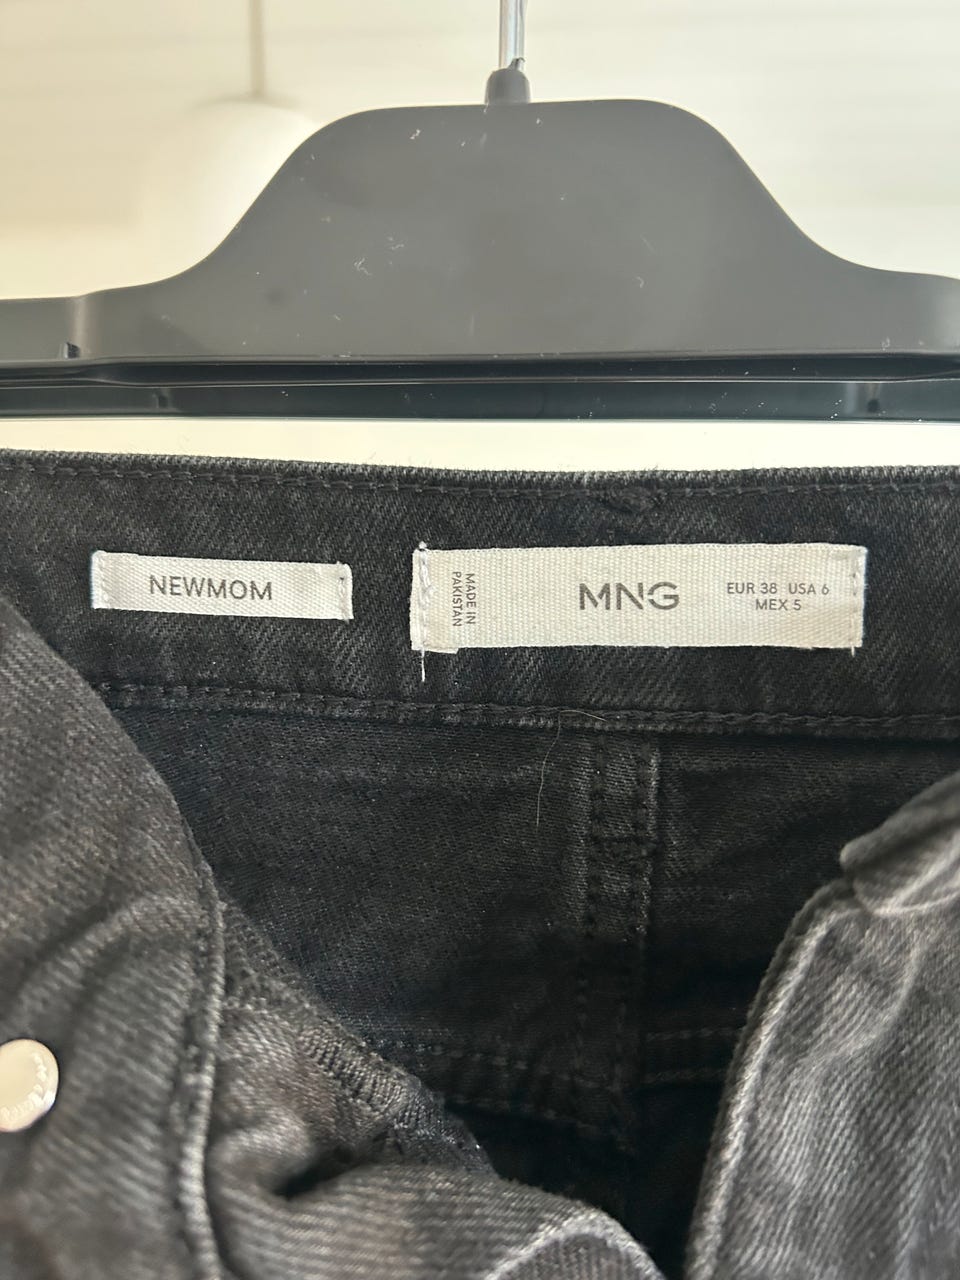 NEWMOM
MADE IN
PAKISTAN
MNG
EUR 38 USA 6
MEX 5